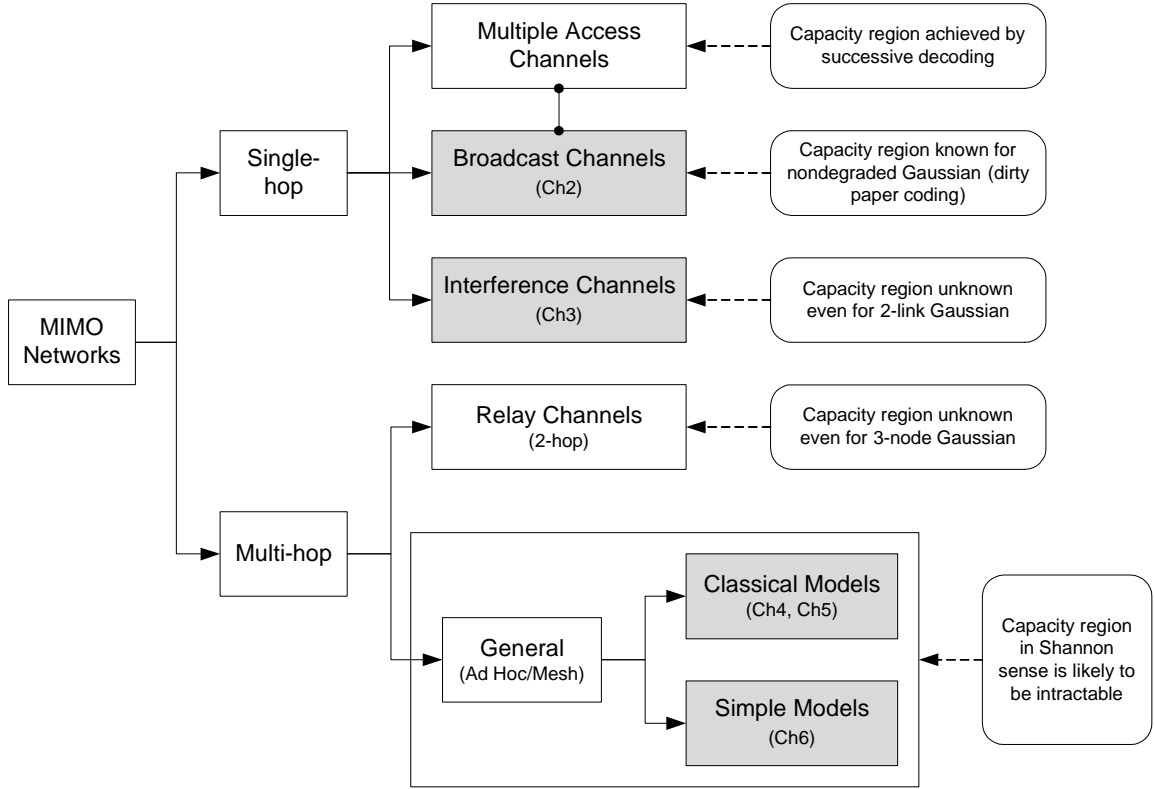 Multiple Access
Channels
Capacity region achieved by
successive decoding
Single-
hop
Broadcast Channels
(Ch2)
Capacity region known for
nondegraded Gaussian (dirty
paper coding)
Interference Channels
(Ch3)
Capacity region unknown
even for 2-link Gaussian
MIMO
Networks
Relay Channels
(2-hop)
Capacity region unknown
even for 3-node Gaussian
Multi-hop
General
(Ad Hoc/Mesh)
Classical Models
(Ch4, Ch5)
Simple Models
(Ch6)
Capacity region
in Shannon
sense is likely to
be intractable